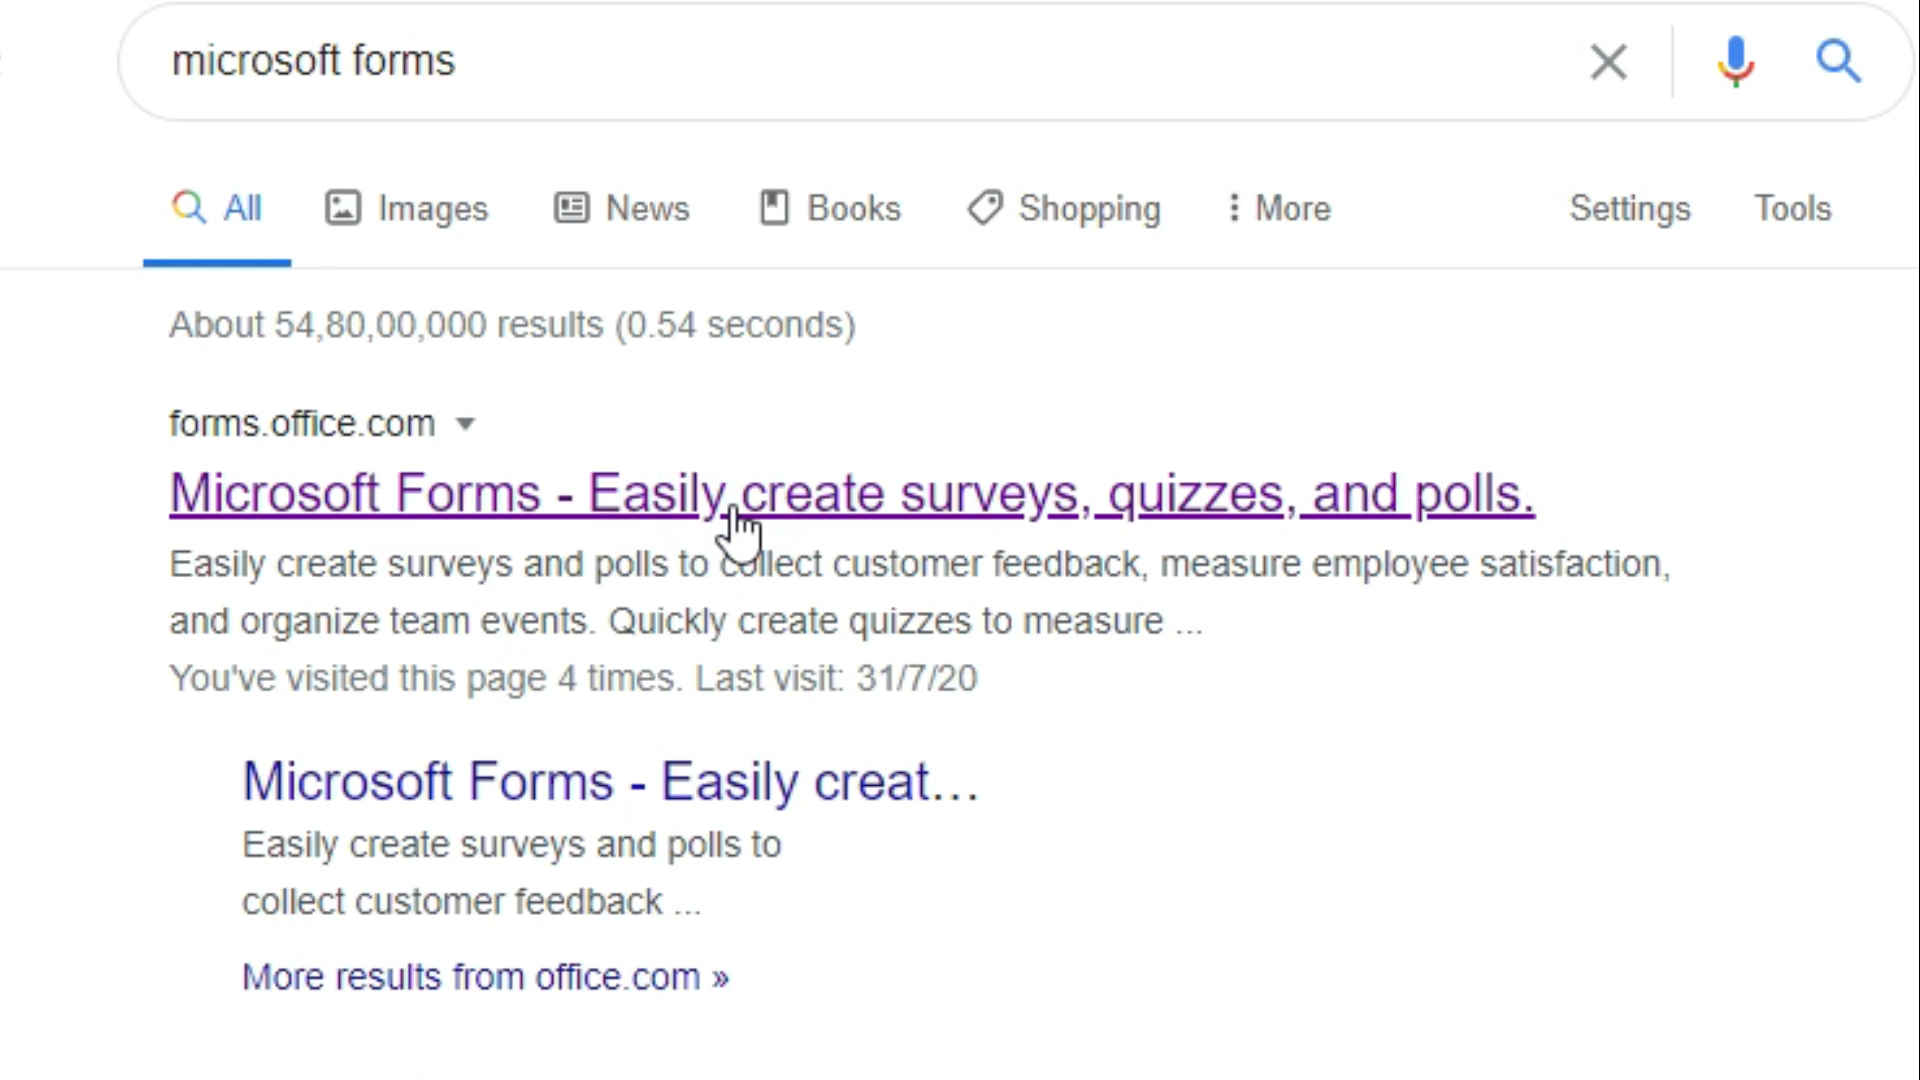 microsoft forms
All Images News Books Shopping More Settings Tools
About 54,80,00,000 results (0.54 seconds)
forms.office.com
Microsoft Forms - Easily create surveys, quizzes, and polls.
Easily create surveys and polls to collect customer feedback, measure employee satisfaction,
and organize team events. Quickly create quizzes to measure ...
You've visited this page 4 times. Last visit: 31/7/20
Microsoft Forms - Easily creat...
Easily create surveys and polls to
collect customer feedback ...
More results from office.com »